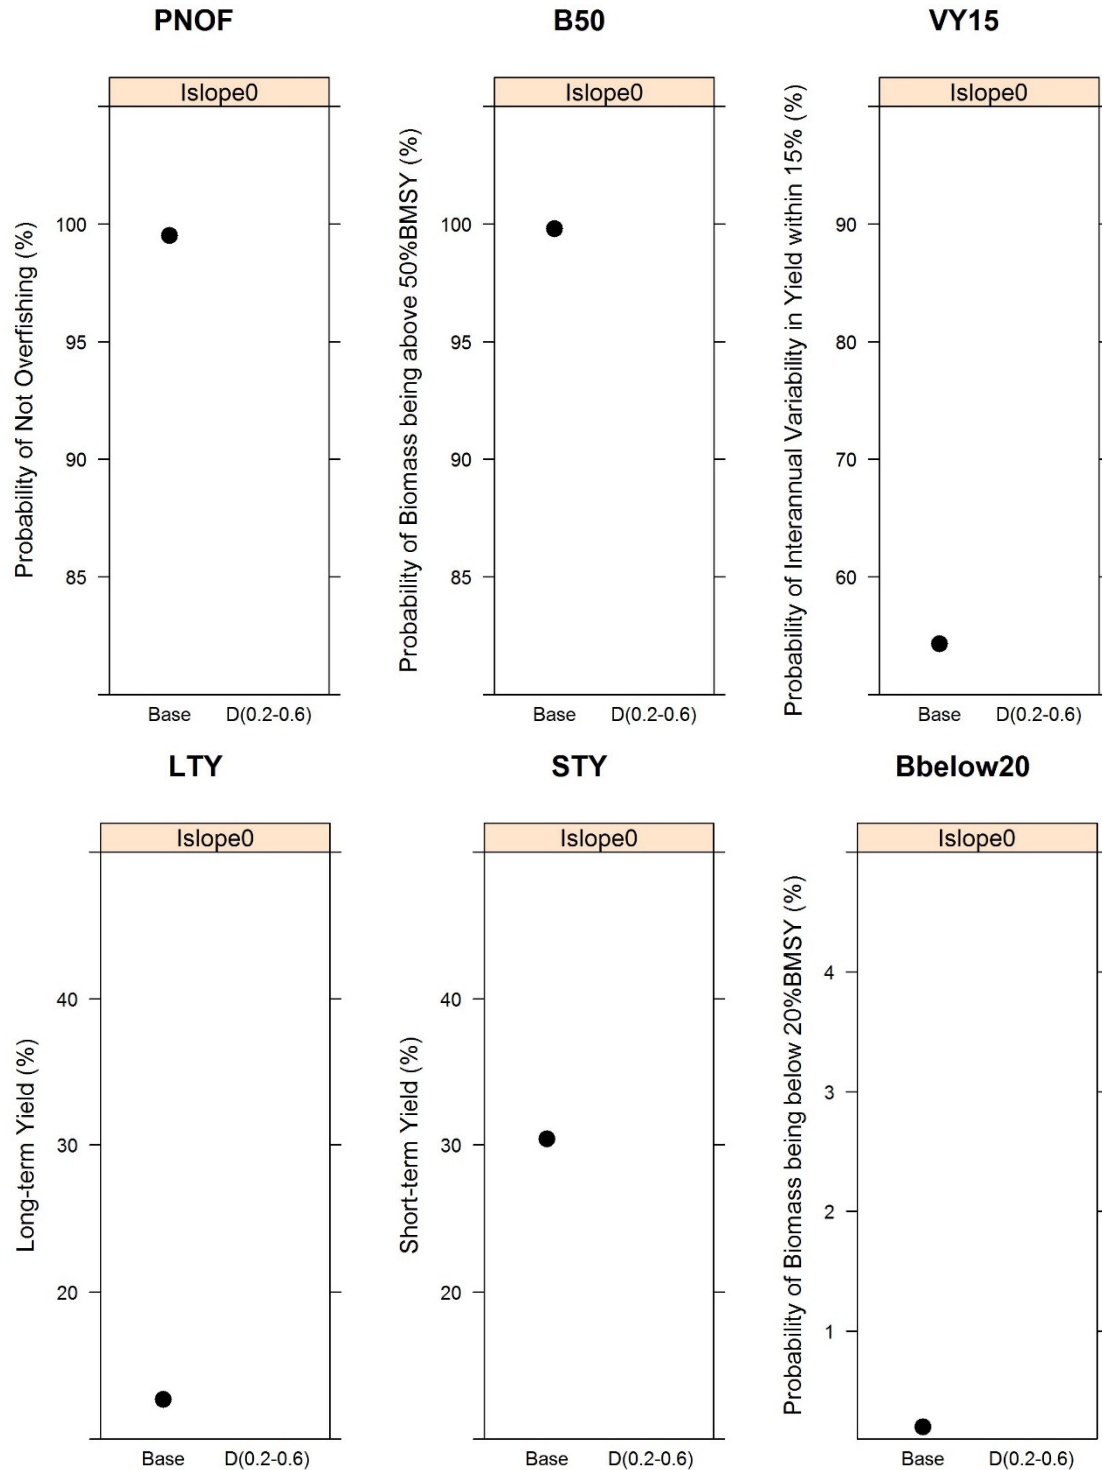 PNOF
B50
VY15
Islope0
Islope0
Islope0
Probability of Not Overfishing (%)
100
95
90
85
Base D(0.2-0.6)
Probability of Biomass being above 50%BMSY (%)
100
95
90
85
Base D(0.2-0.6)
Probability of Interannual Variability in Yield within 15% (%)
90
80
70
60
Base D(0.2-0.6)
LTY
STY
Bbelow20
Islope0
Islope0
Islope0
Long-term Yield (%)
40
30
20
Base D(0.2-0.6)
Short-term Yield (%)
40
30
20
Base D(0.2-0.6)
Probability of Biomass being below 20%BMSY (%)
4
3
2
1
Base D(0.2-0.6)